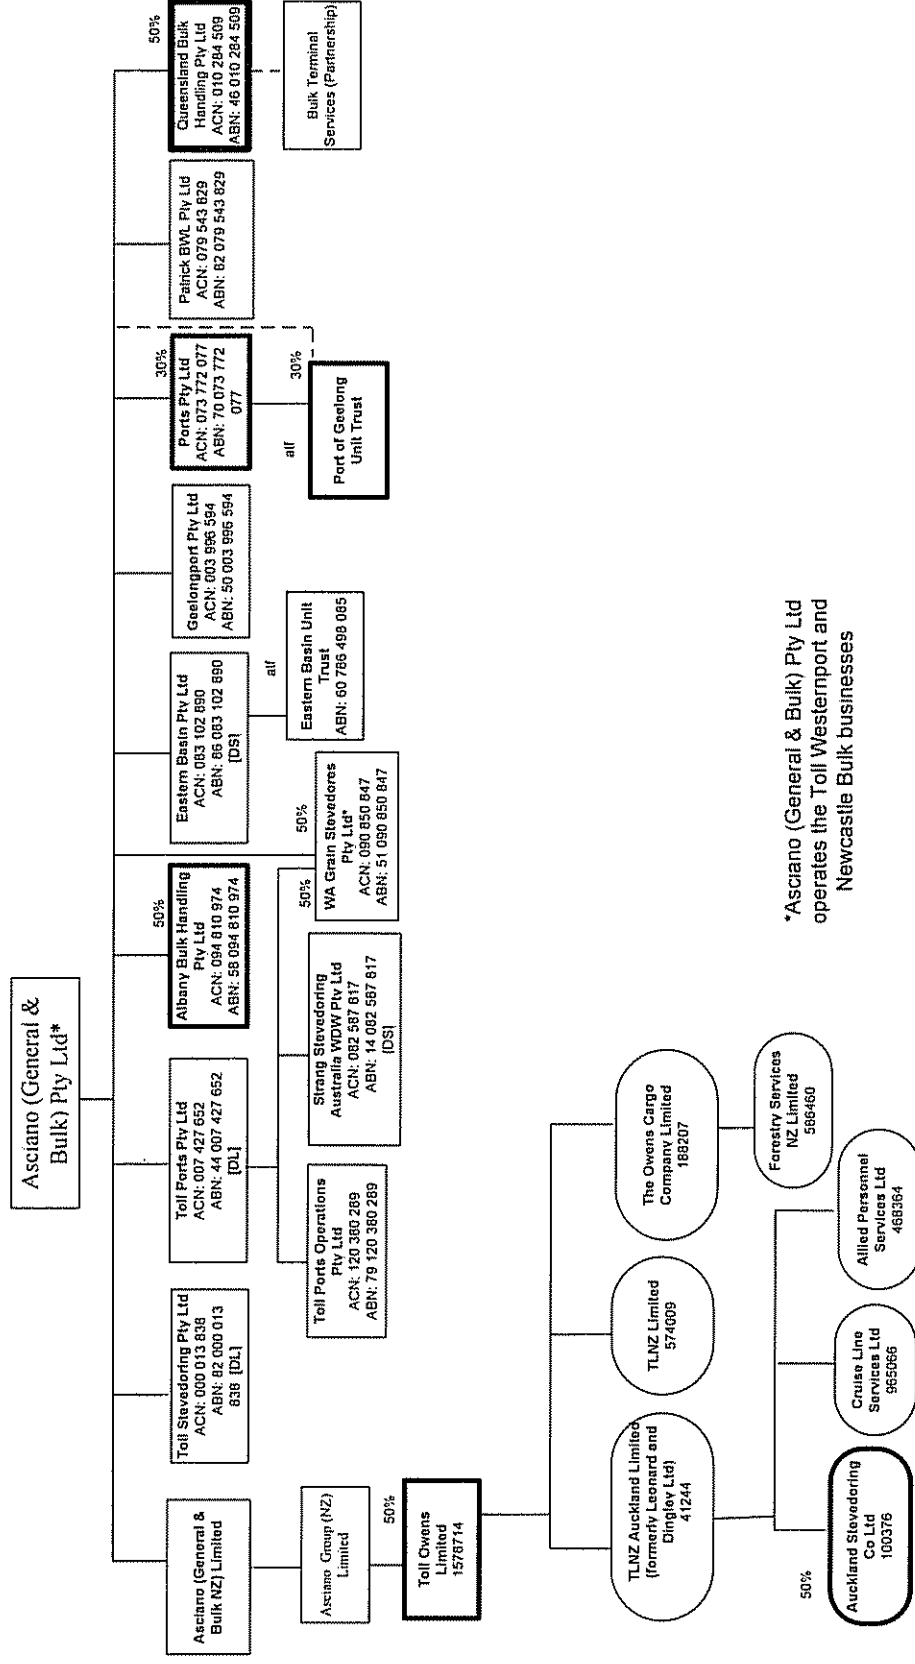 Asciano (General &
Bulk) Pty Ltd*
Asciano (General &
Bulk NZ) Limited
Toll Stevedoring Pty Ltd
ACN: 000 013 838
ABN: 82 000 013
838 [DL]
Toll Ports Pty Ltd
ACN: 007 427 652
ABN: 44 007 427 652
[DL]
50%
Albany Bulk Handling
Pty Ltd
ACN: 094 810 974
ABN: 58 094 810 974
Eastern Basin Pty Ltd
ACN: 083 102 890
ABN: 86 083 102 890
[DS]
Geelongport Pty Ltd
ACN: 003 996 594
ABN: 50 003 996 594
30%
Ports Pty Ltd
ACN: 073 772 077
ABN: 70 073 772
077
Patrick BWL Pty Ltd
ACN: 079 543 829
ABN: 62 079 543 829
50%
Queensland Bulk
Handling Pty Ltd
ACN: 010 284 509
ABN: 46 010 284 509
Asciano Group (NZ)
Limited
Toll Ports Operations
Pty Ltd
ACN: 120 380 289
ABN: 79 120 380 289
Strang Stevedoring
Australia WDW Pty Ltd
ACN: 082 587 817
ABN: 14 082 587 817
[DS]
50%
50%
WA Grain Stevedores
Pty Ltd*
ACN: 090 850 847
ABN: 51 090 850 847
atf
Eastern Basin Unit
Trust
ABN: 60 786 498 085
atf
30%
Port of Geelong
Unit Trust
Bulk Terminal
Services (Partnership)
50%
Toll Owens
Limited
1578714
TLNZ Auckland Limited
(formerly Leonard and
Dingley Ltd)
41244
TLNZ Limited
574009
The Owens Cargo
Company Limited
188207
50%
Auckland Stevedoring
Co Ltd
100376
Cruise Line
Services Ltd
965066
Allied Personnel
Services Ltd
468364
Forestry Services
NZ Limited
586460
*Asciano (General & Bulk) Pty Ltd
operates the Toll Westernport and
Newcastle Bulk businesses